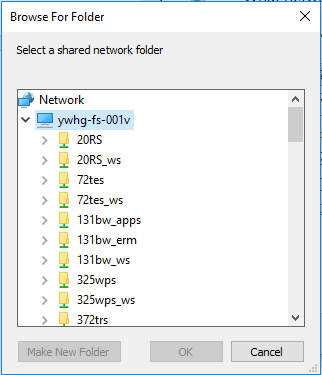 Browse For Folder
Select a shared network folder
Network
ywhg-fs-001v
20RS
20RS_ws
72tes
72tes_ws
131bw_apps
131bw_erm
131bw_ws
325wps
325wps_ws
372trs
Make New Folder
OK
Cancel